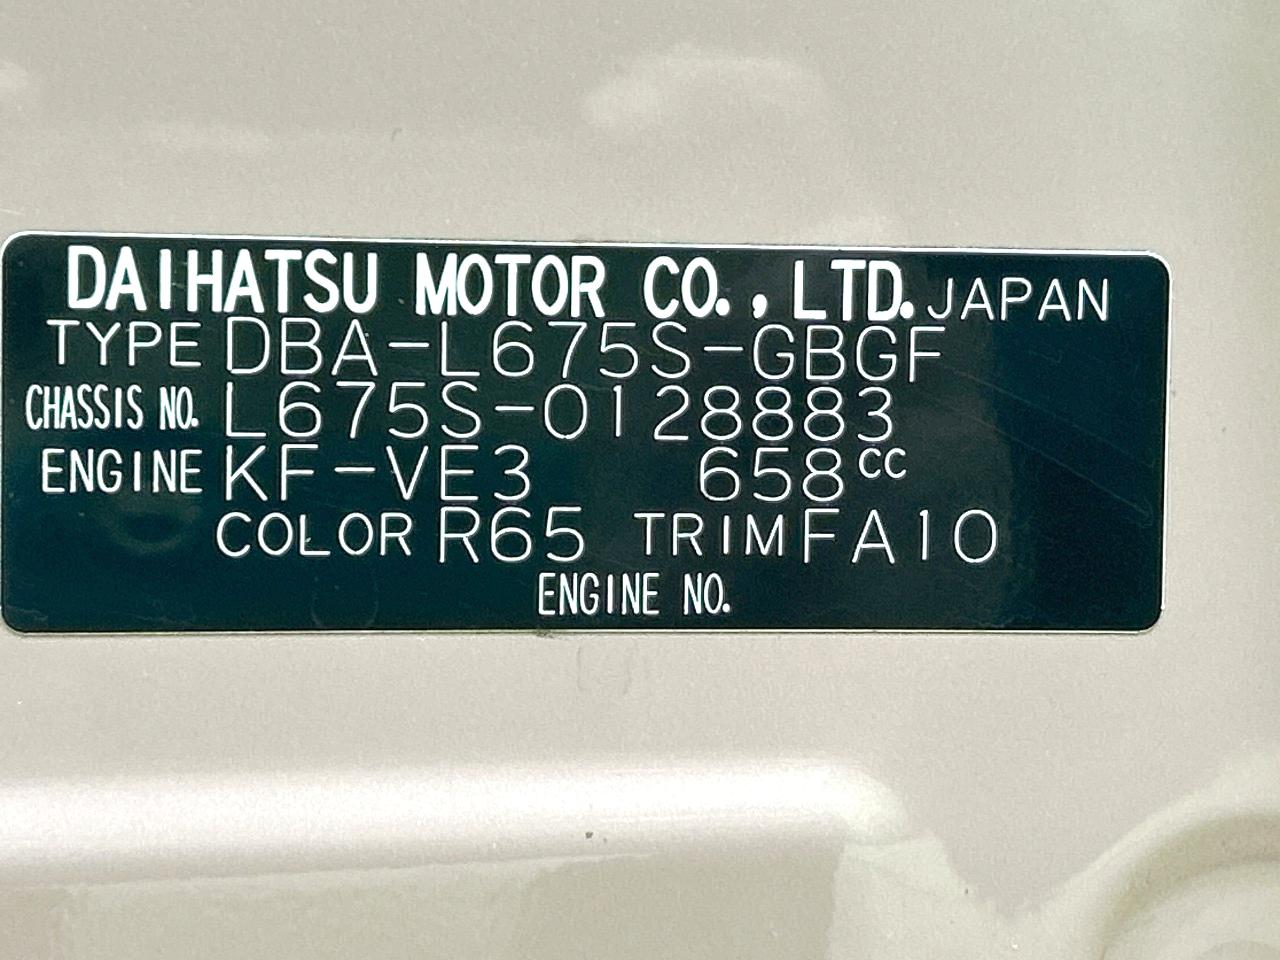 DAIHATSU MOTOR CO., LTD. JAPAN
TYPE DBA-L675S-GBGF
CHASSIS NO. L675S-0128883
ENGINE KF-VE3 658cc
COLOR R65 TRIM FA10
ENGINE NO.